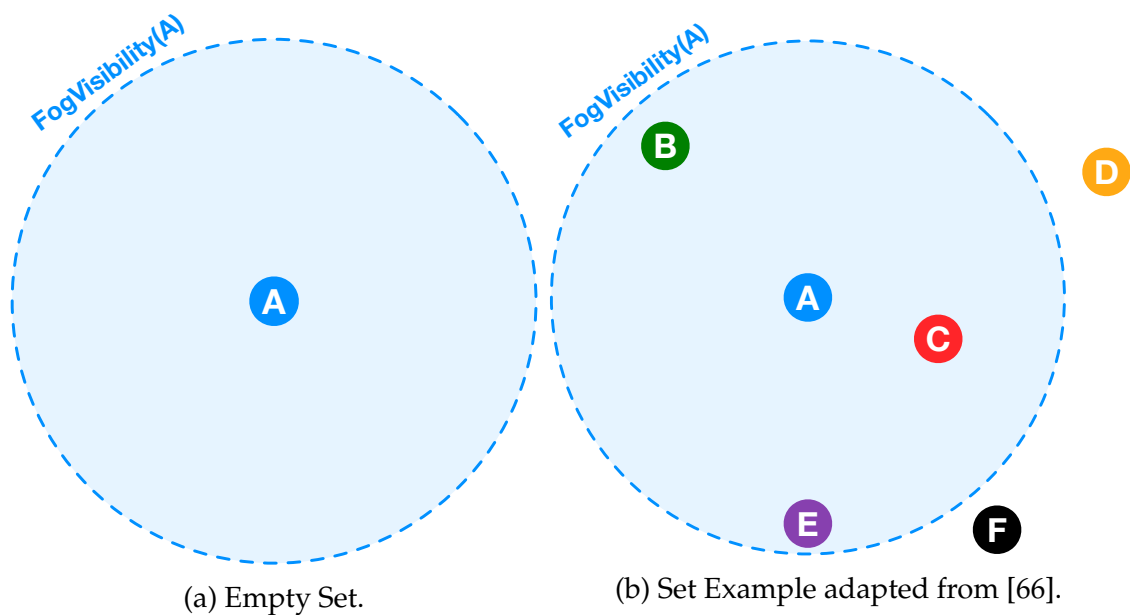 FogVisibility(A)
A
(a) Empty Set.
FogVisibility(A)
B
D
A
C
E
F
(b) Set Example adapted from [66].